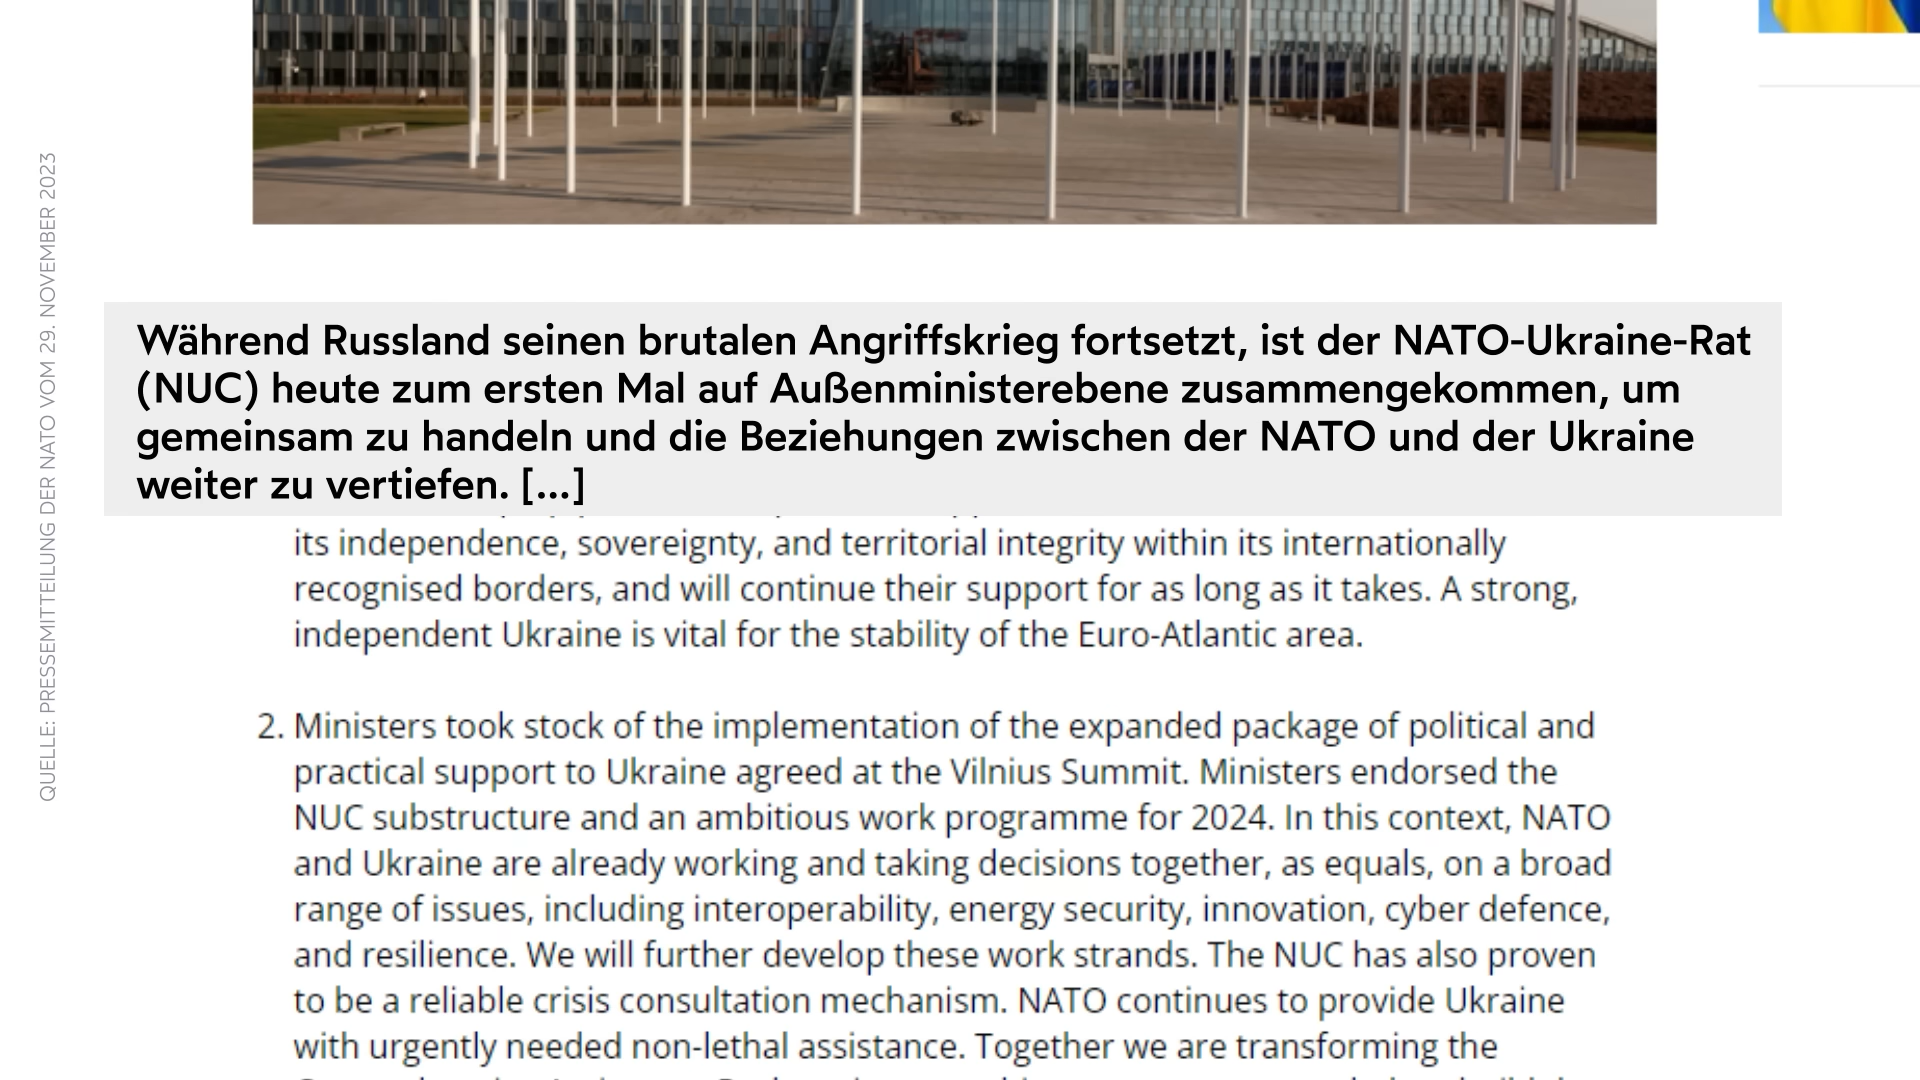 QUELLE: PRESSEMITTEILUNG DER NATO VOM 29. NOVEMBER 2023
Während Russland seinen brutalen Angriffskrieg fortsetzt, ist der NATO-Ukraine-Rat
(NUC) heute zum ersten Mal auf Außenministerebene zusammengekommen, um
gemeinsam zu handeln und die Beziehungen zwischen der NATO und der Ukraine
weiter zu vertiefen. [...]
its independence, sovereignty, and territorial integrity within its internationally
recognised borders, and will continue their support for as long as it takes. A strong,
independent Ukraine is vital for the stability of the Euro-Atlantic area.
2. Ministers took stock of the implementation of the expanded package of political and
practical support to Ukraine agreed at the Vilnius Summit. Ministers endorsed the
NUC substructure and an ambitious work programme for 2024. In this context, NATO
and Ukraine are already working and taking decisions together, as equals, on a broad
range of issues, including interoperability, energy security, innovation, cyber defence,
and resilience. We will further develop these work strands. The NUC has also proven
to be a reliable crisis consultation mechanism. NATO continues to provide Ukraine
with urgently needed non-lethal assistance. Together we are transforming the